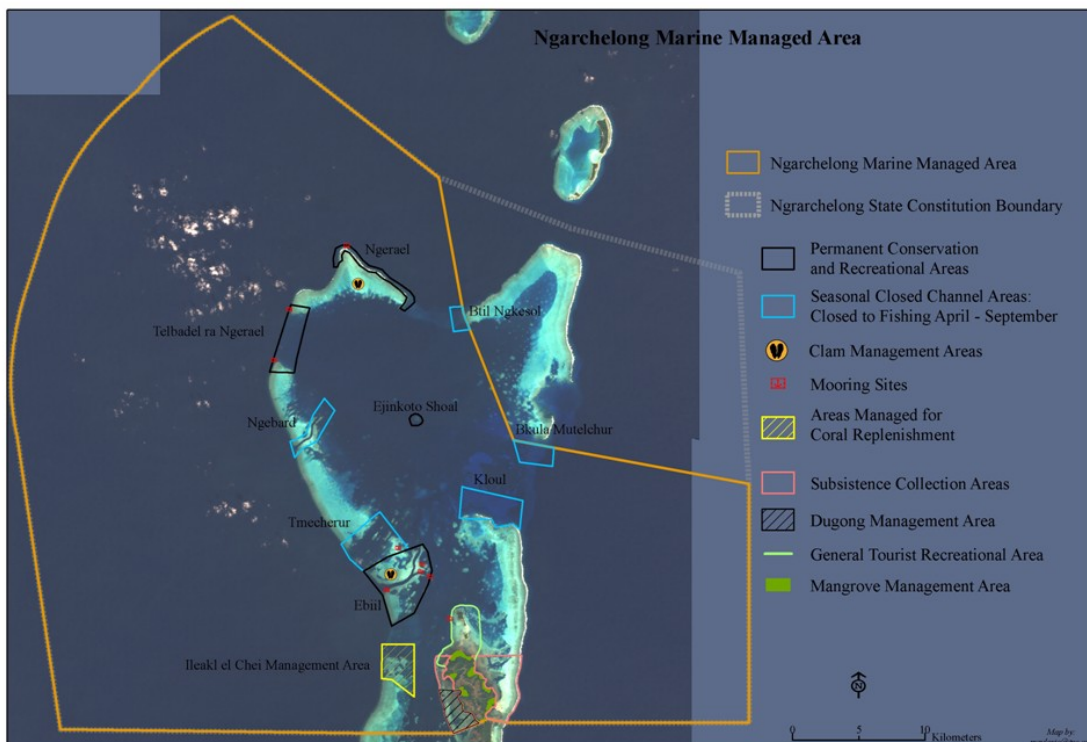 Ngarchelong Marine Managed Area
Ngarchelong Marine Managed Area
Ngrarchelong State Constitution Boundary
Permanent Conservation
and Recreational Areas
Seasonal Closed Channel Areas:
Closed to Fishing April - September
Clam Management Areas
Mooring Sites
Areas Managed for
Coral Replenishment
Subsistence Collection Areas
Dugong Management Area
General Tourist Recreational Area
Mangrove Management Area
Ngerael
Btil Ngkesol
Telbadel ra Ngerael
Ejinkoto Shoal
Ngebard
Bkula Mutelchur
Kloul
Tmecherur
Ebiil
Ileakl el Chei Management Area
N
0 5 10
Kilometers
Map by: